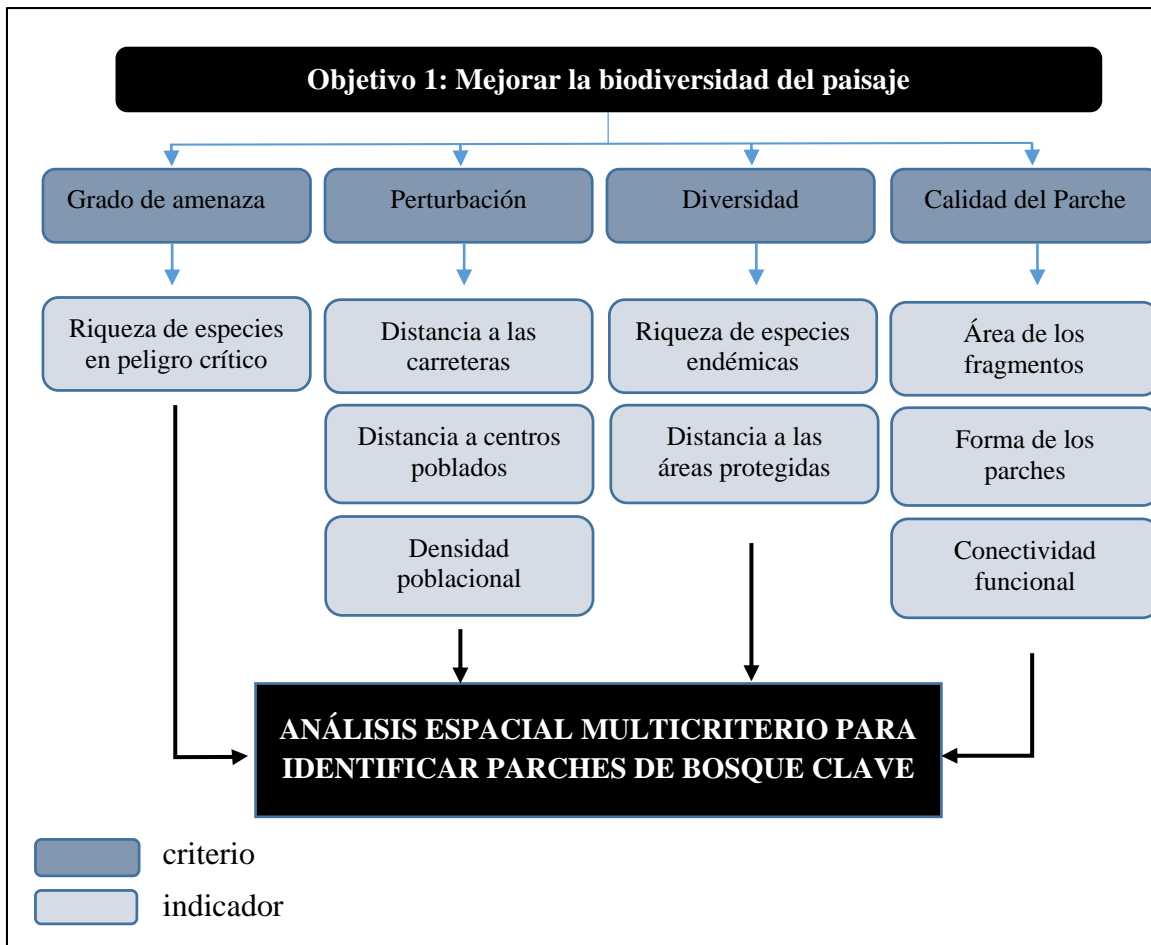 Objetivo 1: Mejorar la biodiversidad del paisaje
Grado de amenaza
Perturbación
Diversidad
Calidad del Parche
Riqueza de especies
en peligro crítico
Distancia a las
carreteras
Distancia a centros
poblados
Densidad
poblacional
Riqueza de especies
endémicas
Distancia a las
áreas protegidas
Área de los
fragmentos
Forma de los
parches
Conectividad
funcional
ANÁLISIS ESPACIAL MULTICRITERIO PARA
IDENTIFICAR PARCHES DE BOSQUE CLAVE
criterio
indicador